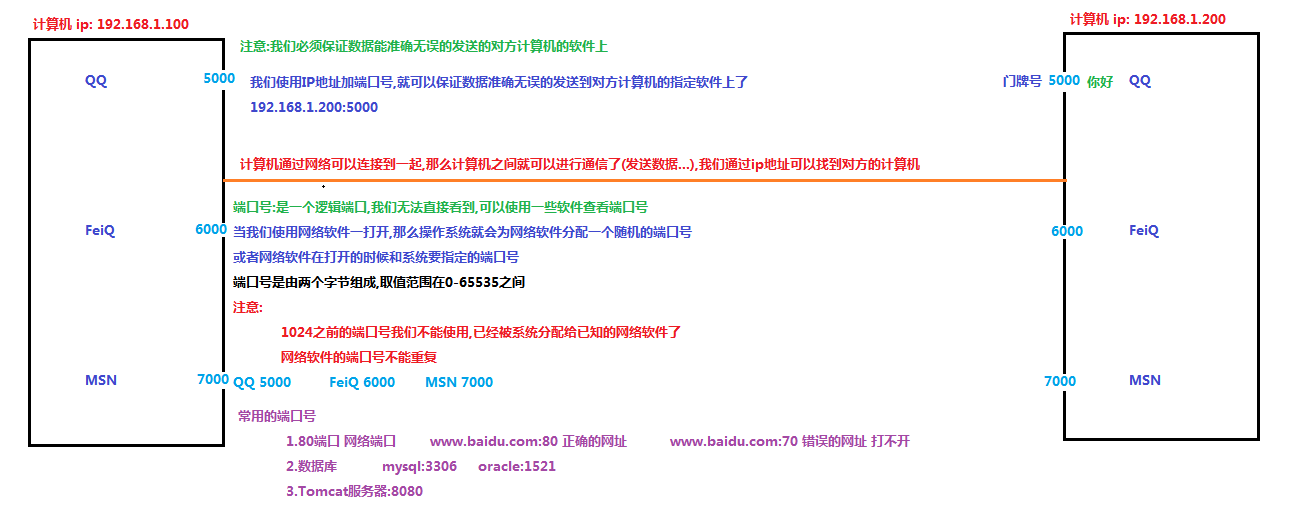 计算机 ip: 192.168.1.100
计算机 ip: 192.168.1.200
注意:我们必须保证数据能准确无误的发送的对方计算机的软件上
QQ 5000 我们使用IP地址加端口号,就可以保证数据准确无误的发送到对方计算机的指定软件上了 门牌号 5000 你好 QQ
192.168.1.200:5000
计算机通过网络可以连接到一起,那么计算机之间就可以进行通信了(发送数据...),我们通过ip地址可以找到对方的计算机
端口号:是一个逻辑端口,我们无法直接看到,可以使用一些软件查看端口号
FeiQ 6000 当我们使用网络软件一打开,那么操作系统就会为网络软件分配一个随机的端口号 6000 FeiQ
或者网络软件在打开的时候和系统要指定的端口号
端口号是由两个字节组成,取值范围在0-65535之间
注意:
1024之前的端口号我们不能使用,已经被系统分配给已知的网络软件了
网络软件的端口号不能重复
MSN 7000 QQ 5000 FeiQ 6000 MSN 7000 7000 MSN
常用的端口号
1.80端口 网络端口 www.baidu.com:80 正确的网址 www.baidu.com:70 错误的网址 打不开
2.数据库 mysql:3306 oracle:1521
3.Tomcat服务器:8080